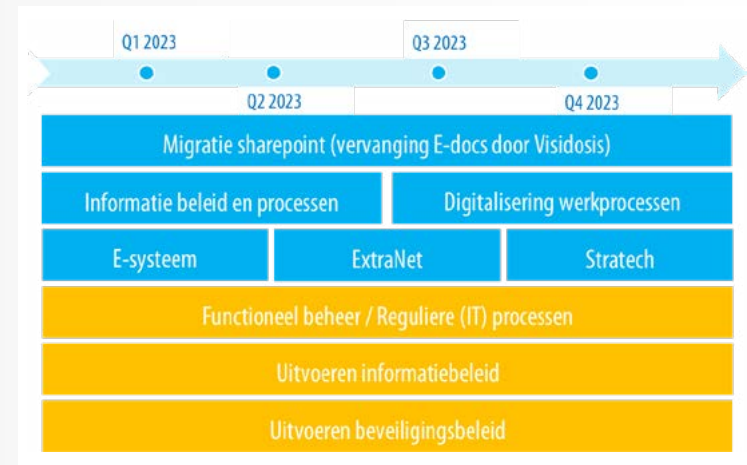 Q1 2023
Q3 2023
Q2 2023
Q4 2023
Migratie sharepoint (vervanging E-docs door Visidosis)
Informatie beleid en processen
Digitalisering werkprocessen
E-systeem
ExtraNet
Stratech
Functioneel beheer / Reguliere (IT) processen
Uitvoeren informatiebeleid
Uitvoeren beveiligingsbeleid